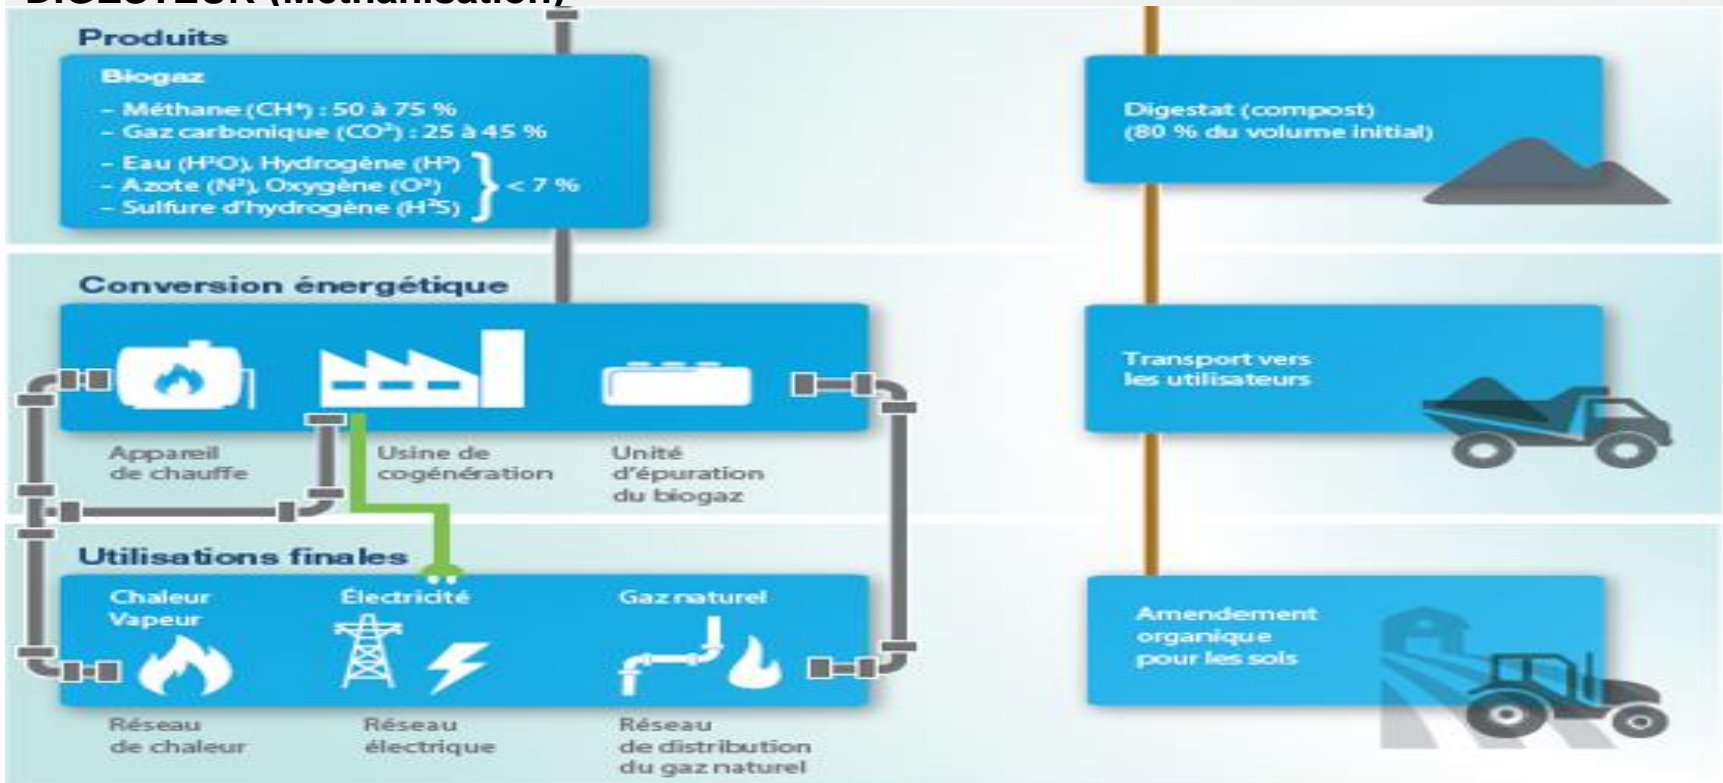 DIGESTEUR (Méthanisation)
Produits
Biogaz
– Méthane (CH⁴) : 50 à 75 %
– Gaz carbonique (CO²) : 25 à 45 %
– Eau (H²O), Hydrogène (H²)
– Azote (N²), Oxygène (O²)
– Sulfure d'hydrogène (H²S)
< 7 %
Digestat (compost)
(80 % du volume initial)
Conversion énergétique
Appareil
de chauffe
Usine de
cogénération
Unité
d'épuration
du biogaz
Transport vers
les utilisateurs
Utilisations finales
Chaleur
Vapeur
Électricité
Gaz naturel
Réseau
de chaleur
Réseau
électrique
Réseau
de distribution
du gaz naturel
Amendement
organique
pour les sols